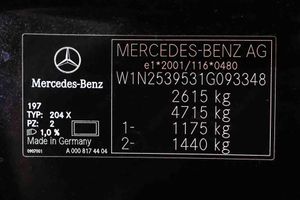 MERCEDES-BENZ AG
e1*2001/116*0480
W1N2539531G093348
2615 kg
4715 kg
1- 1175 kg
2- 1440 kg
Mercedes-Benz
197
TYP: 204 X
PZ: 2
1,0 %
Made in Germany
A 000 817 44 04